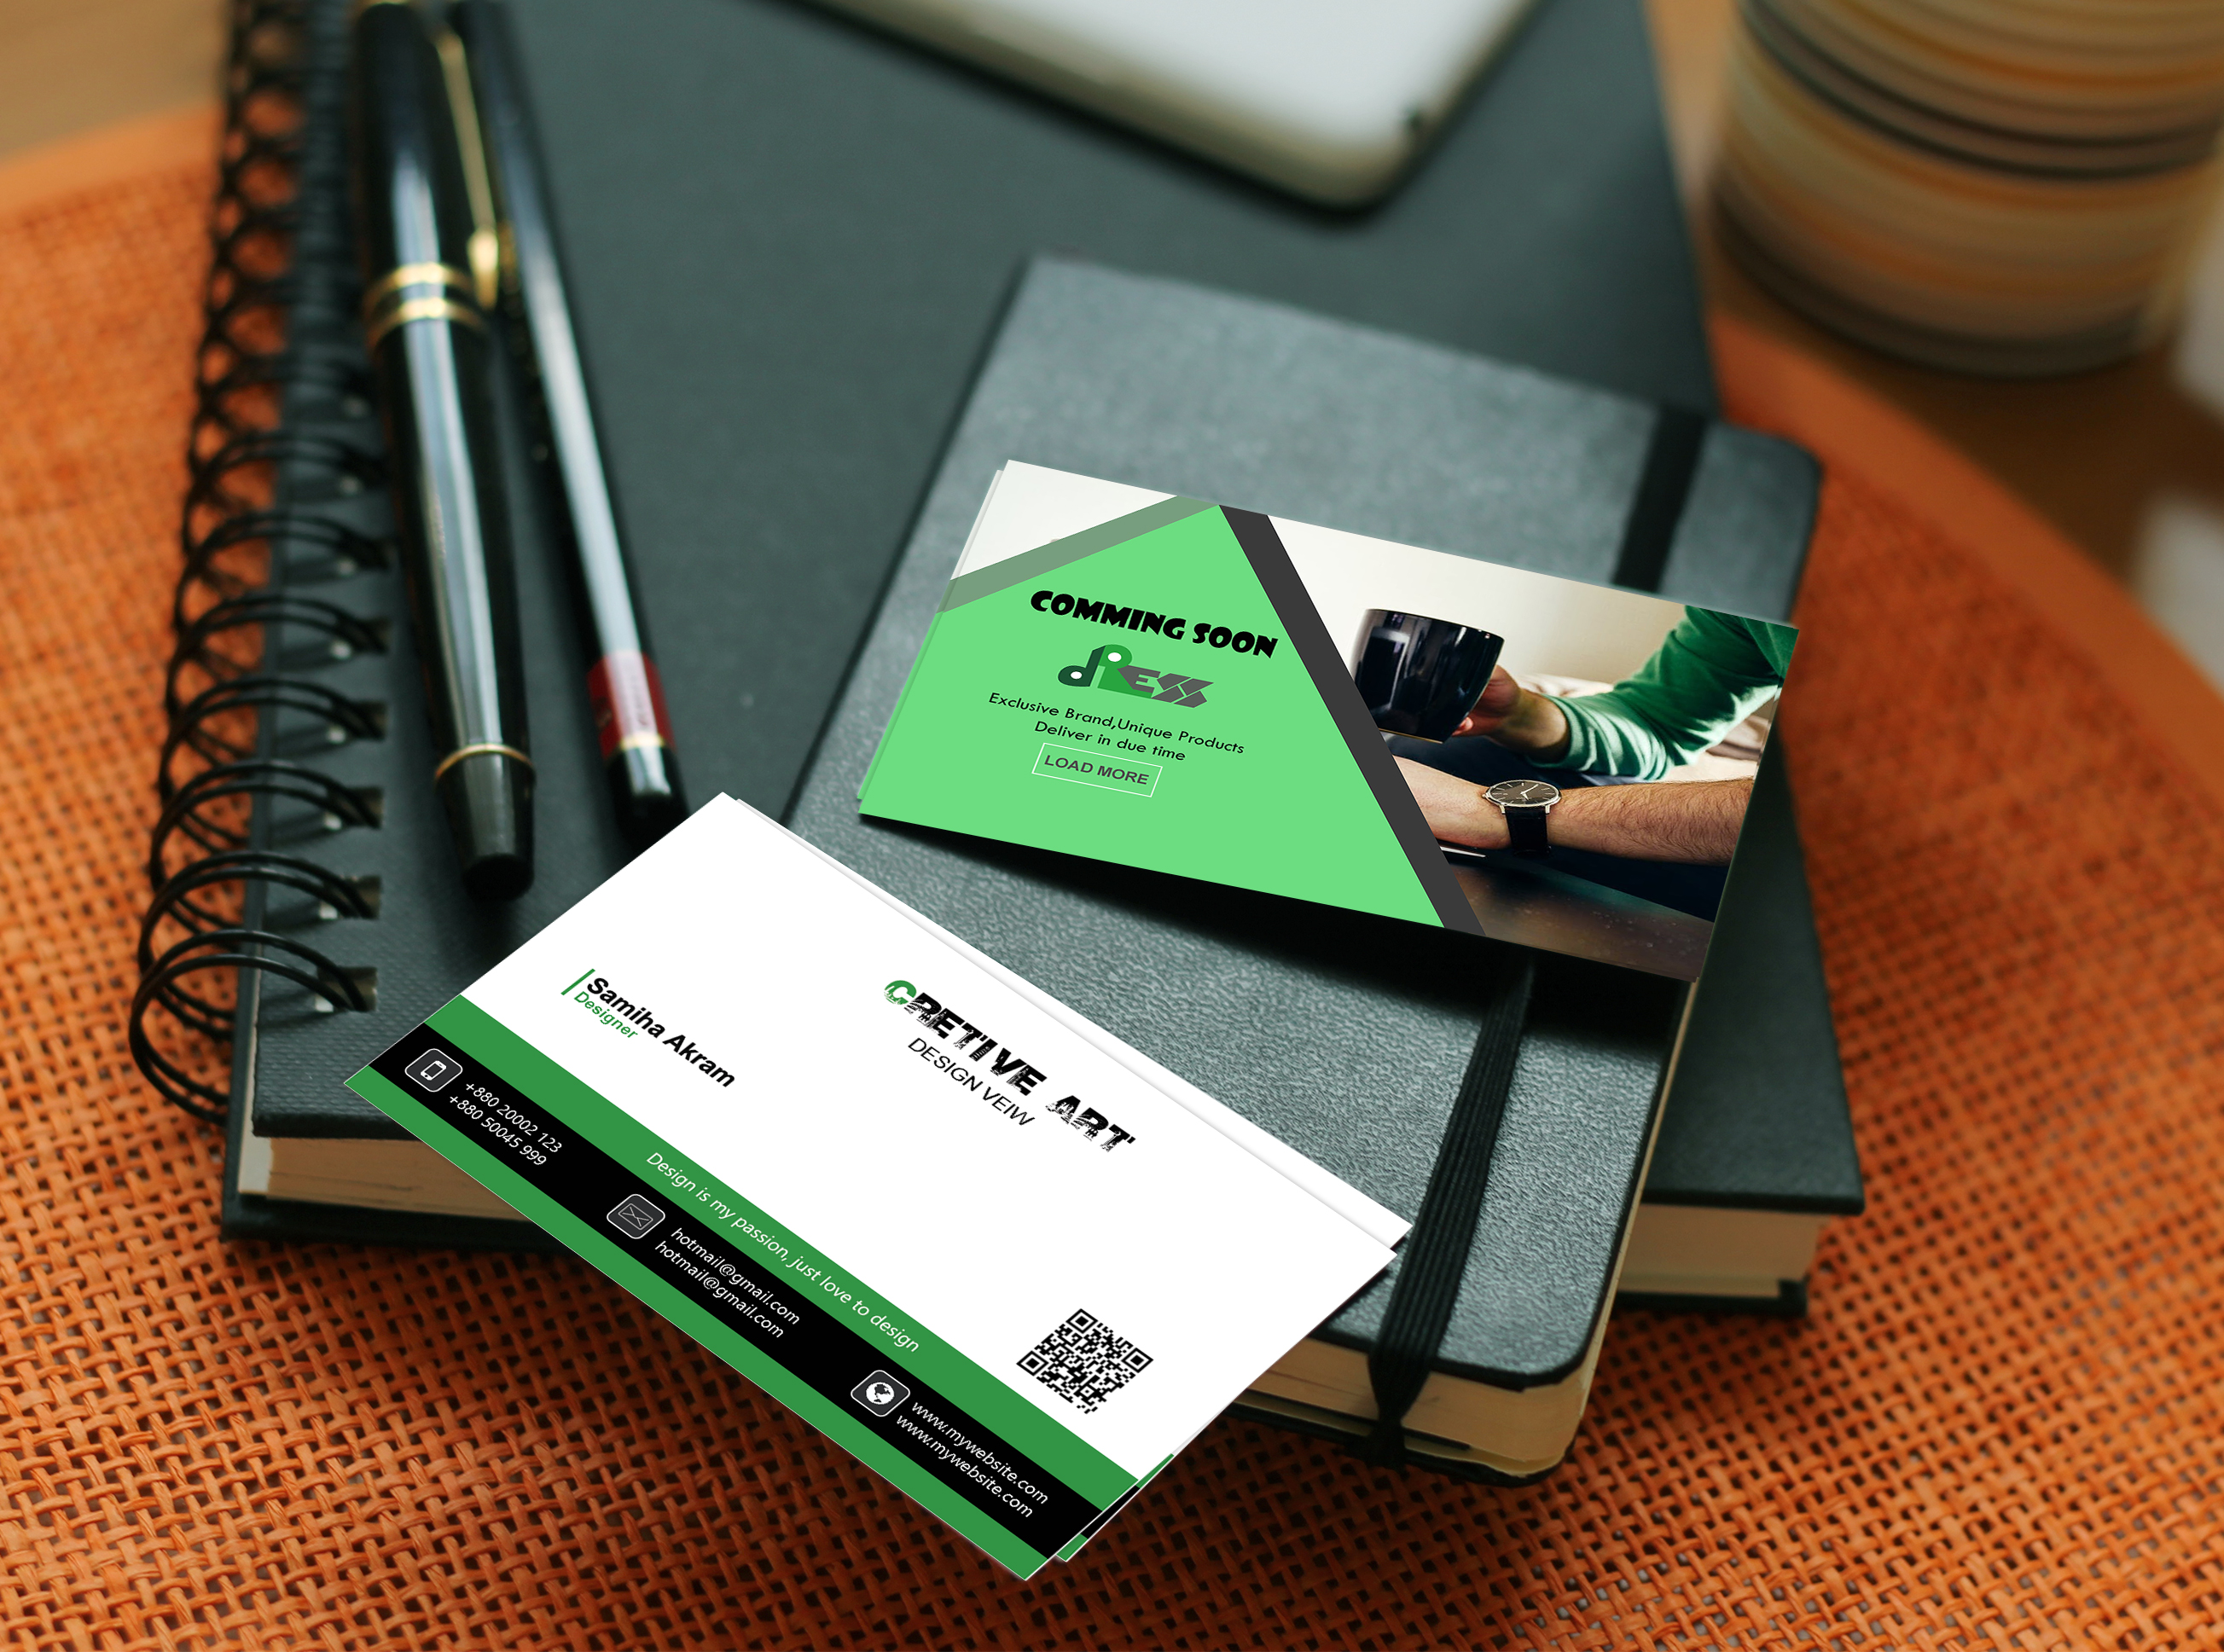 COMMING SOON
dRESS
Exclusive Brand,Unique Products
Deliver in due time
LOAD MORE
CRETIVE ART
DESIGN VEIW
Samiha Akram
Designer
Design is my passion, just love to design
+880 20002 123
+880 50045 999
hotmail@gmail.com
hotmail@gmail.com
www.mywebsite.com
www.mywebsite.com